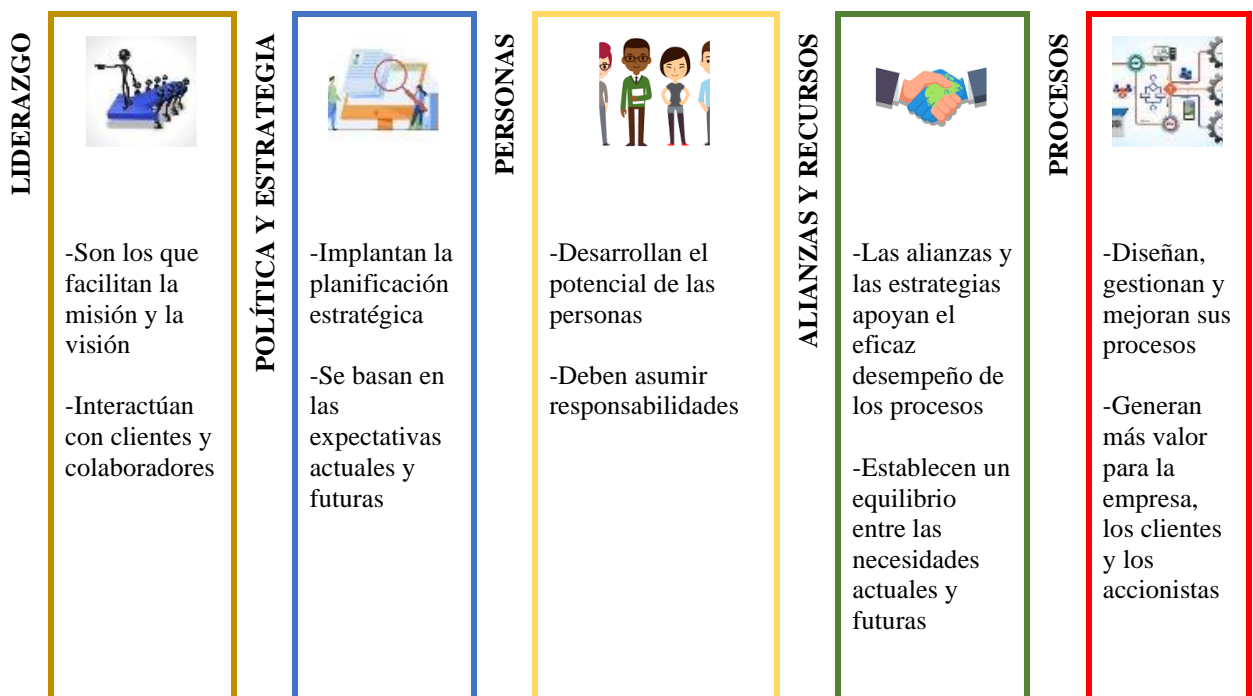 LIDERAZGO
-Son los que
facilitan la
misión y la
visión
-Interactúan
con clientes y
colaboradores
POLÍTICA Y ESTRATEGIA
-Implantan la
planificación
estratégica
-Se basan en
las
expectativas
actuales y
futuras
PERSONAS
-Desarrollan el
potencial de las
personas
-Deben asumir
responsabilidades
ALIANZAS Y RECURSOS
-Las alianzas y
las estrategias
apoyan el
eficaz
desempeño de
los procesos
-Establecen un
equilibrio
entre las
necesidades
actuales y
futuras
PROCESOS
-Diseñan,
gestionan y
mejoran sus
procesos
-Generan
más valor
para la
empresa,
los clientes
y los
accionistas